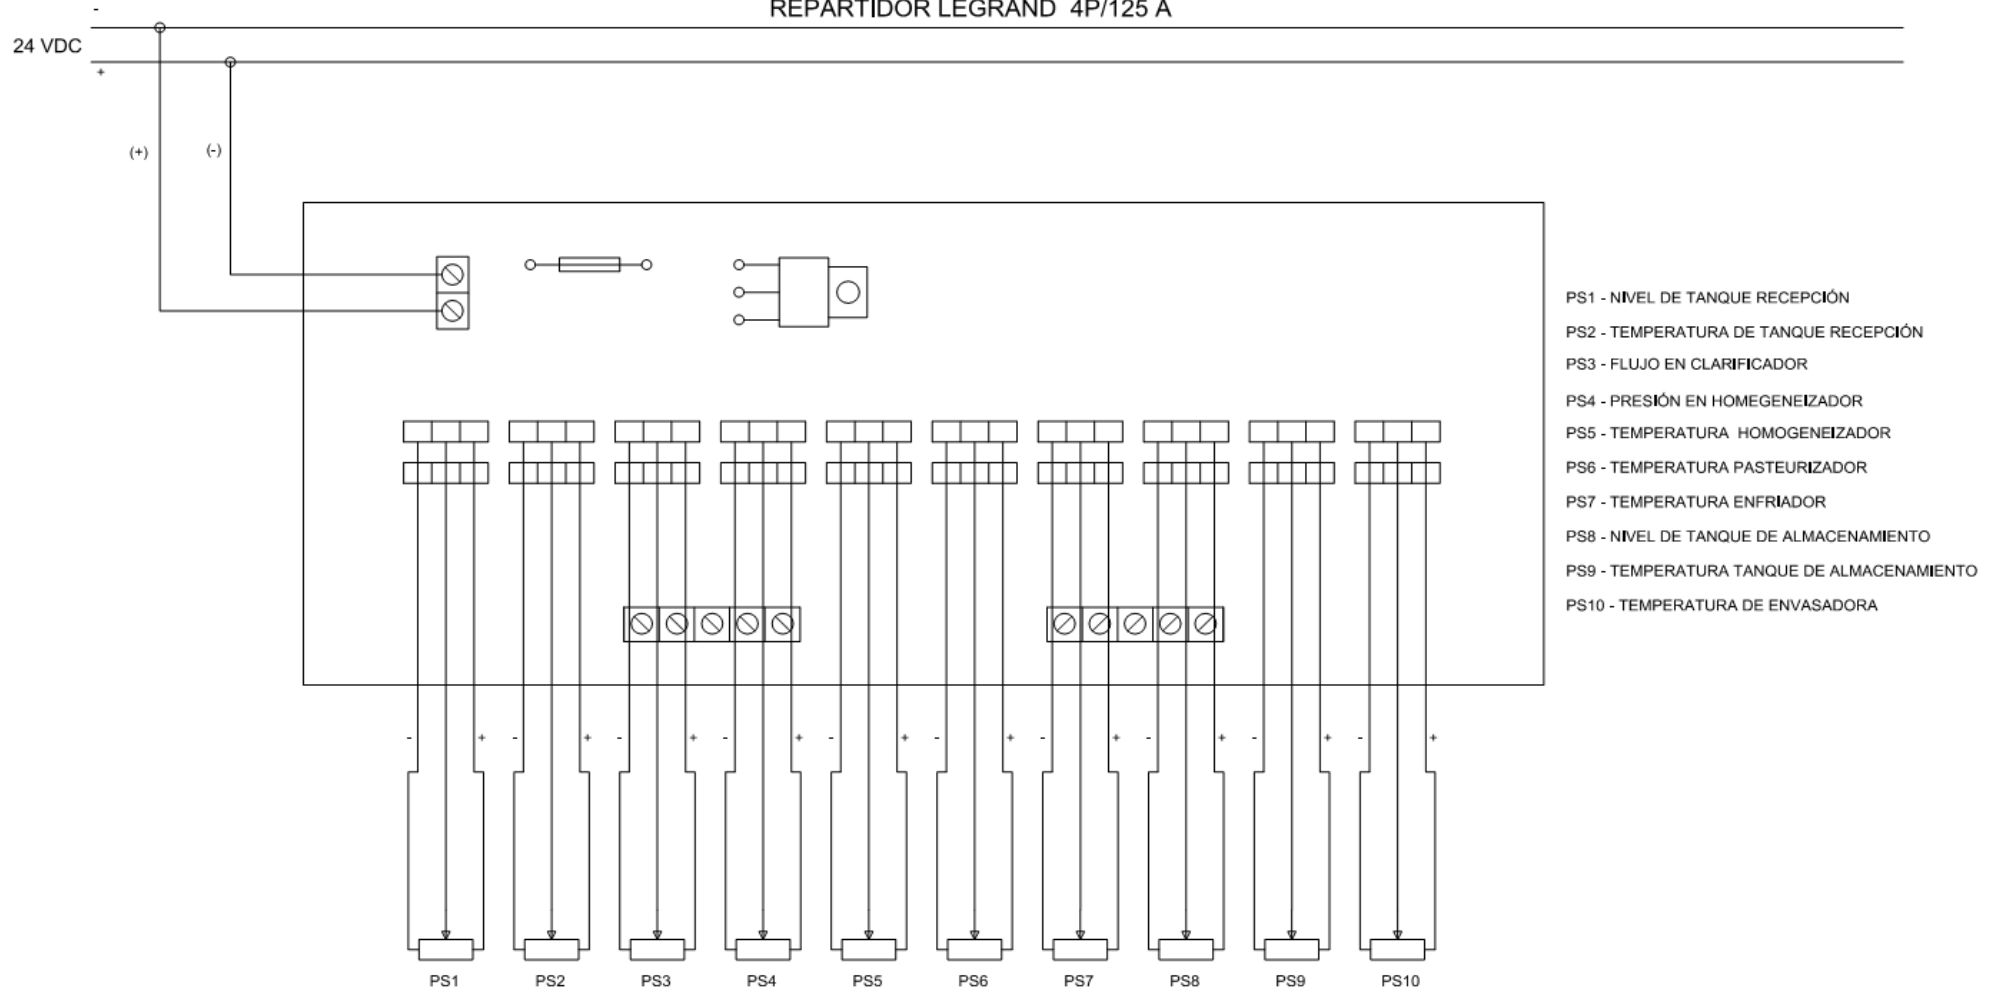 REPARTIDOR LEGRAND 4P/125 A
-
24 VDC
+
(+)
(-)
PS1 - NIVEL DE TANQUE RECEPCIÓN
PS2 - TEMPERATURA DE TANQUE RECEPCIÓN
PS3 - FLUJO EN CLARIFICADOR
PS4 - PRESIÓN EN HOMEGENEIZADOR
PS5 - TEMPERATURA HOMOGENEIZADOR
PS6 - TEMPERATURA PASTEURIZADOR
PS7 - TEMPERATURA ENFRIADOR
PS8 - NIVEL DE TANQUE DE ALMACENAMIENTO
PS9 - TEMPERATURA TANQUE DE ALMACENAMIENTO
PS10 - TEMPERATURA DE ENVASADORA
- + - + - + - + - + - + - + - + - + - +
PS1 PS2 PS3 PS4 PS5 PS6 PS7 PS8 PS9 PS10